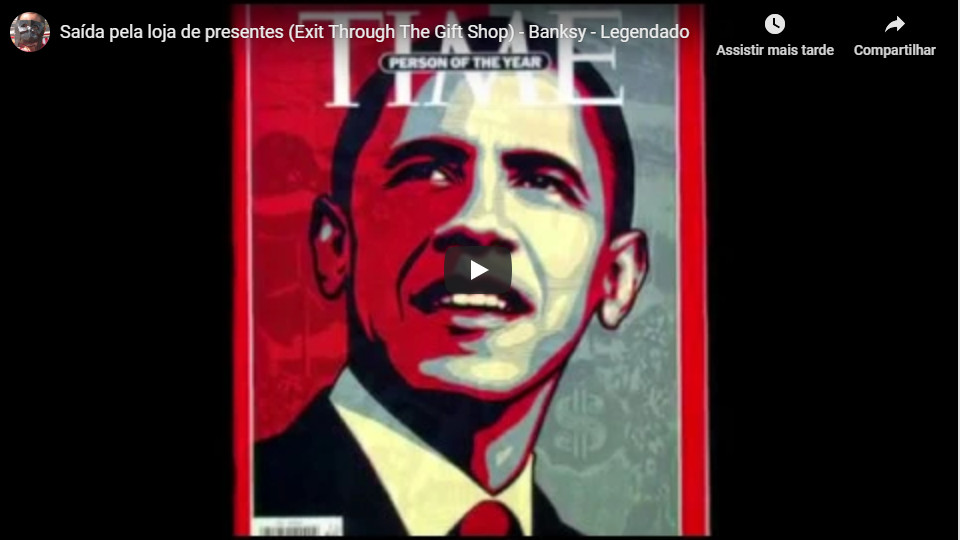 Saída pela loja de presentes (Exit Through The Gift Shop) - Banksy - Legendado
Assistir mais tarde
Compartilhar
TIME
PERSON OF THE YEAR
$